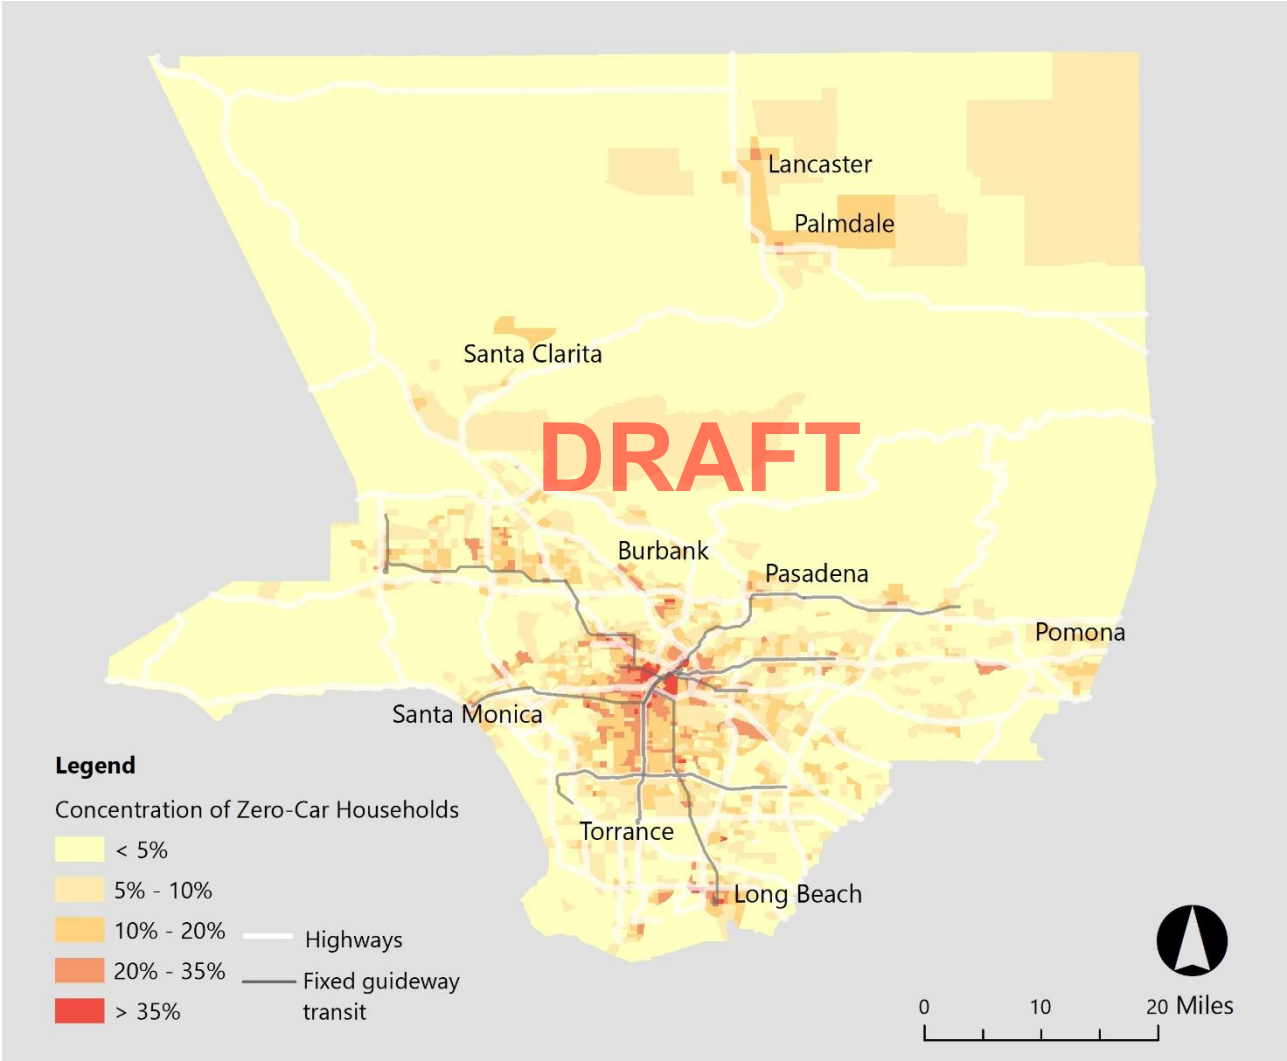 Lancaster
Palmdale
Santa Clarita
DRAFT
Burbank
Pasadena
Pomona
Santa Monica
Torrance
Long Beach
Legend
Concentration of Zero-Car Households
< 5%
5% - 10%
10% - 20%
20% - 35%
> 35%
Highways
Fixed guideway
transit
0 10 20 Miles